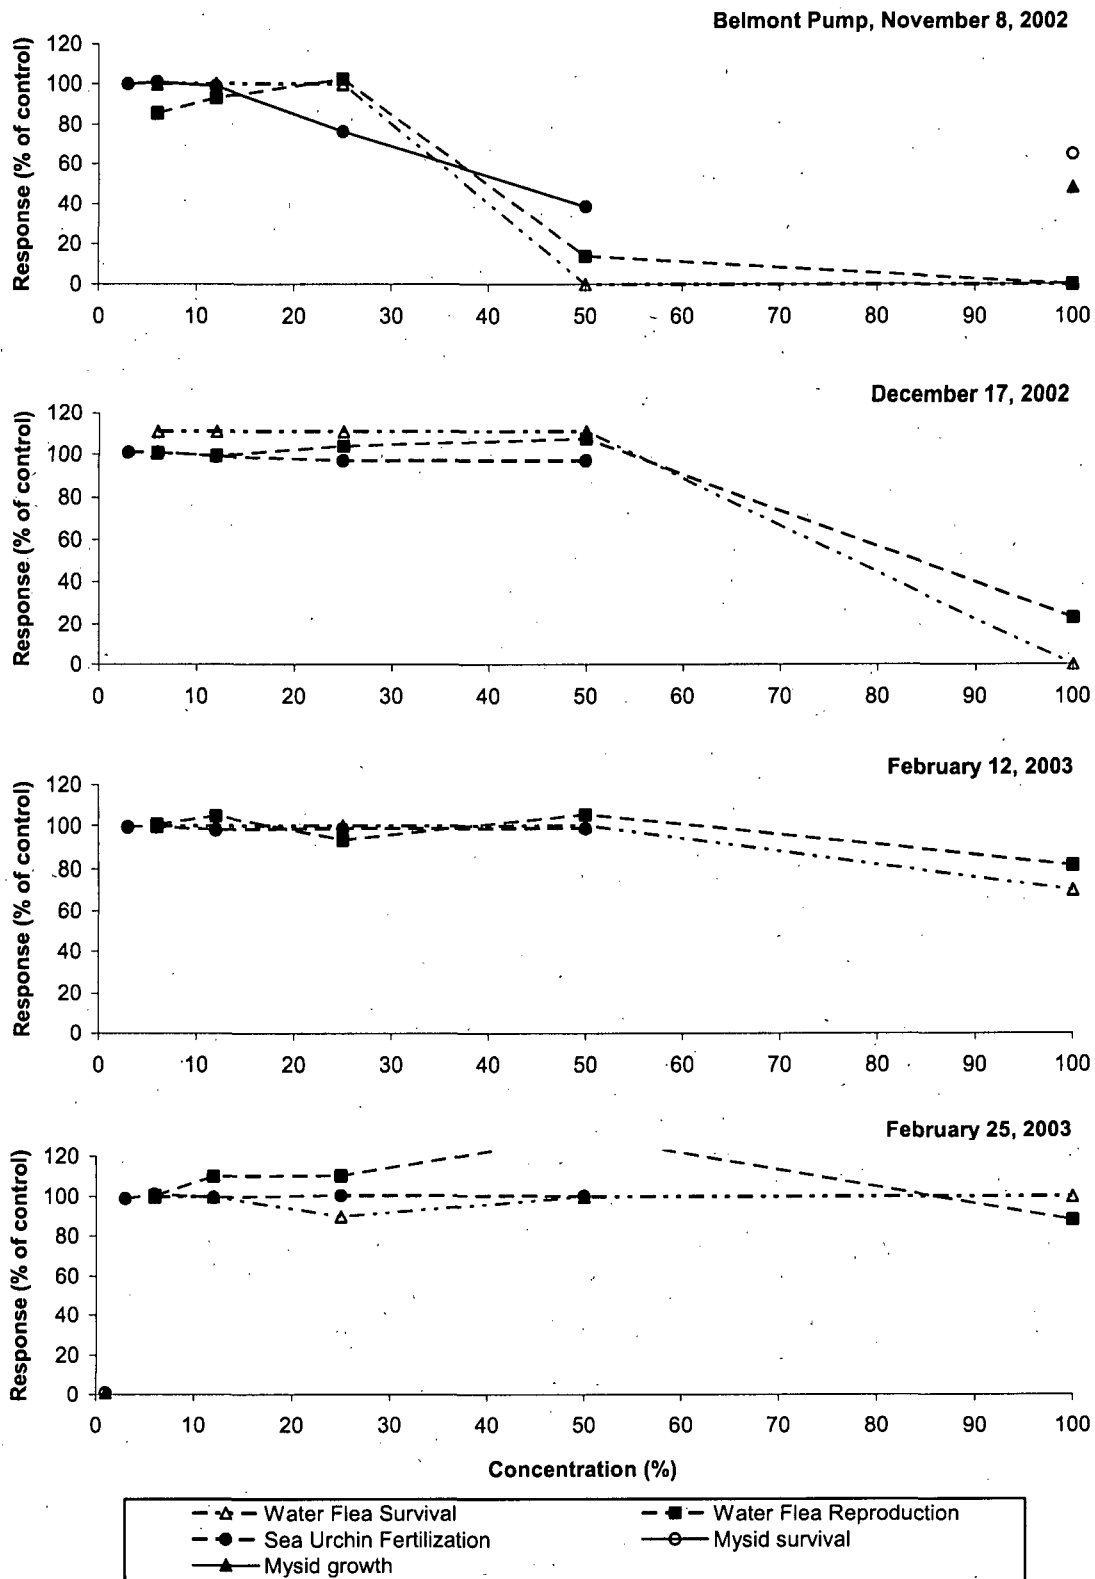 Belmont Pump, November 8, 2002
Response (% of control)
120
100
80
60
40
20
0
0 10 20 30 40 50 60 70 80 90 100
December 17, 2002
Response (% of control)
120
100
80
60
40
20
0
0 10 20 30 40 50 60 70 80 90 100
February 12, 2003
Response (% of control)
120
100
80
60
40
20
0
0 10 20 30 40 50 60 70 80 90 100
February 25, 2003
Response (% of control)
120
100
80
60
40
20
0
0 10 20 30 40 50 60 70 80 90 100
Concentration (%)
Water Flea Survival Water Flea Reproduction
Sea Urchin Fertilization Mysid survival
Mysid growth